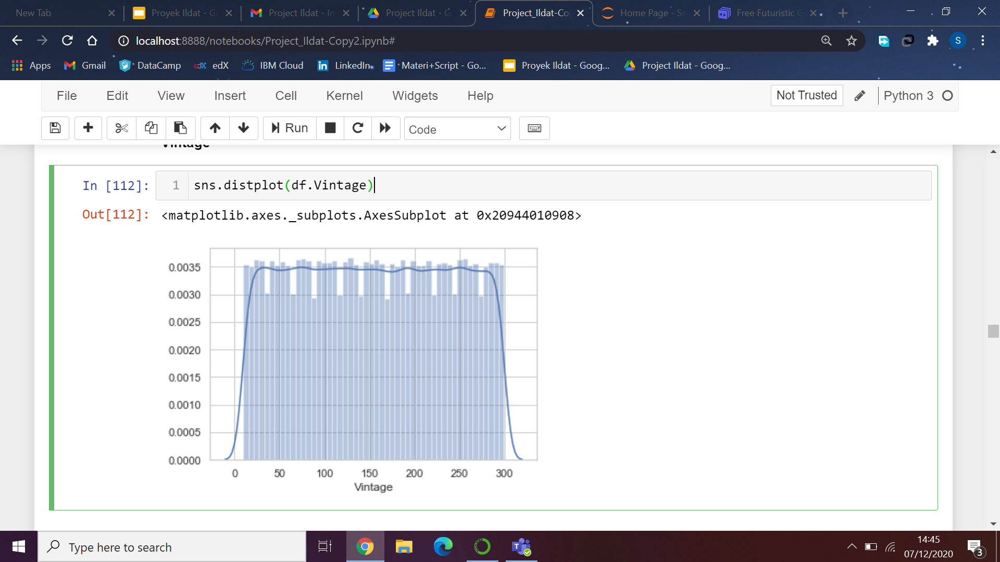 New Tab
Proyek Ildat - G
Project Ildat - In
Project Ildat - G
Project_Ildat-Co
Home Page - Se
Free Futuristic G
localhost:8888/notebooks/Project_Ildat-Copy2.ipynb#
S
Apps
Gmail
DataCamp
edX
IBM Cloud
LinkedIn
Materi+Script - Go...
Proyek Ildat - Goog...
Project Ildat - Goog...
File
Edit
View
Insert
Cell
Kernel
Widgets
Help
Not Trusted
Python 3
Run
Code
Vintage
In [112]:
1
sns.distplot(df.Vintage)
Out[112]:
<matplotlib.axes._subplots.AxesSubplot at 0x20944010908>
0.0035
0.0030
0.0025
0.0020
0.0015
0.0010
0.0005
0.0000
0 50 100 150 200 250 300
Vintage
Type here to search
14:45
07/12/2020
3